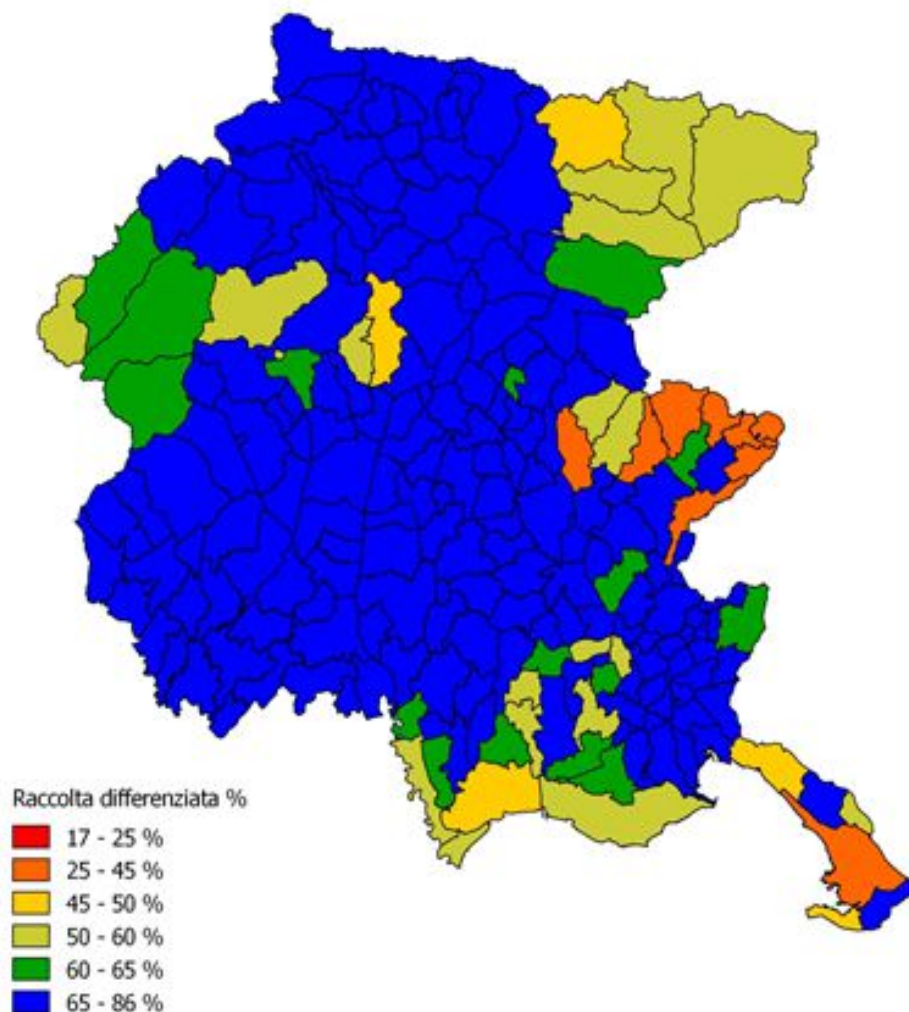 Raccolta differenziata %
17 - 25 %
25 - 45 %
45 - 50 %
50 - 60 %
60 - 65 %
65 - 86 %